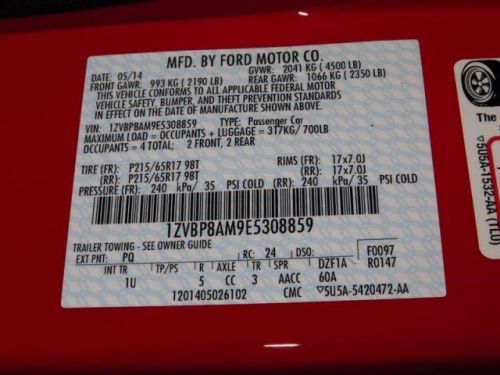 MFD. BY FORD MOTOR CO.
DATE: 05/14 GVWR: 2041 KG (4500 LB)
FRONT GAWR: 993 KG (2190 LB) REAR GAWR: 1066 KG (2350 LB)
THIS VEHICLE CONFORMS TO ALL APPLICABLE FEDERAL MOTOR
VEHICLE SAFETY, BUMPER, AND THEFT PREVENTION STANDARDS
IN EFFECT ON THE DATE OF MANUFACTURE SHOWN ABOVE.
VIN: 1ZVBP8AM9E5308859 TYPE: Passenger Car
MAXIMUM LOAD = OCCUPANTS + LUGGAGE = 317KG/700LB
OCCUPANTS = 4 TOTAL: 2 FRONT, 2 REAR
TIRE (FR): P215/65R17 98T RIMS (FR): 17x7.0J
(RR): P215/65R17 98T (RR): 17x7.0J
PRESSURE (FR): 240 kPa/ 35 PSI COLD (RR): 240 kPa/ 35 PSI COLD
1ZVBP8AM9E5308859
TRAILER TOWING - SEE OWNER GUIDE
EXT PNT: PQ RC: 24 DSO: F0097
INT TR TP/PS R AXLE TR SPR DZF1A R0147
1U 5 CC 3 AACC 60A
1201405026102 CMC ▽5U5A-5420472-AA
The
▽5U5A-1532-AA (TLU)